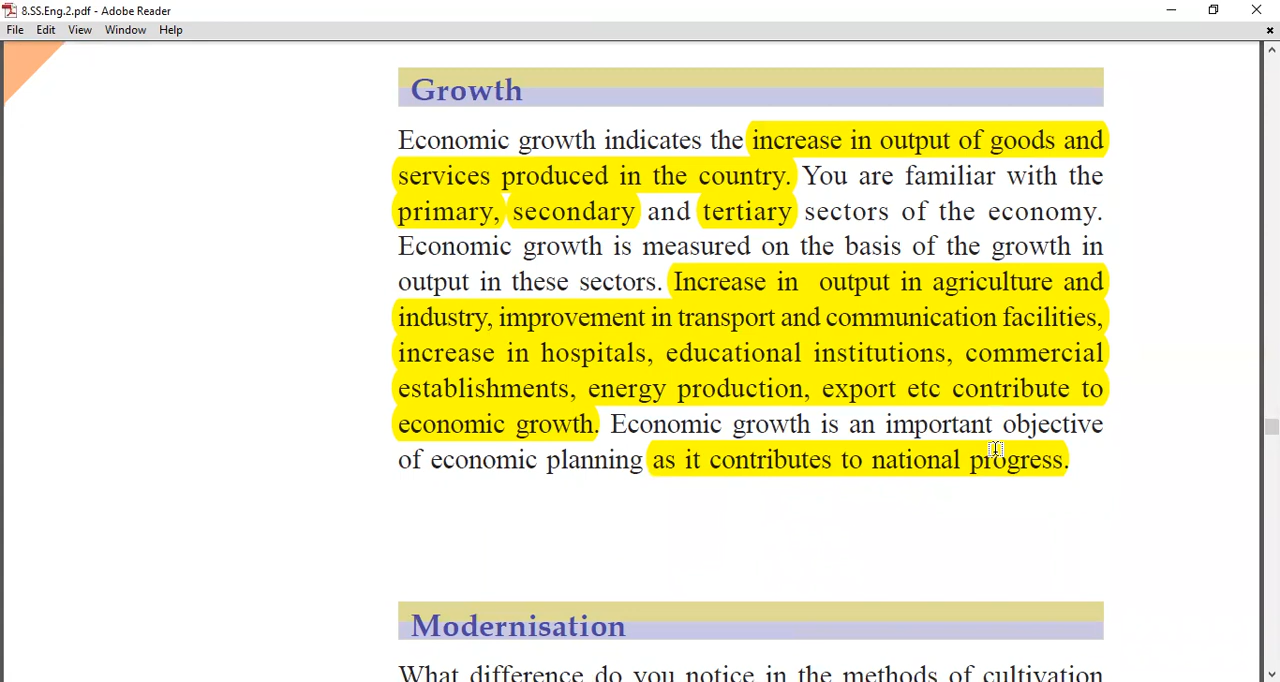 8.SS.Eng.2.pdf - Adobe Reader
File Edit View Window Help
Growth
Economic growth indicates the increase in output of goods and
services produced in the country. You are familiar with the
primary, secondary and tertiary sectors of the economy.
Economic growth is measured on the basis of the growth in
output in these sectors. Increase in output in agriculture and
industry, improvement in transport and communication facilities,
increase in hospitals, educational institutions, commercial
establishments, energy production, export etc contribute to
economic growth. Economic growth is an important objective
of economic planning as it contributes to national progress.
Modernisation
What difference do you notice in the methods of cultivation